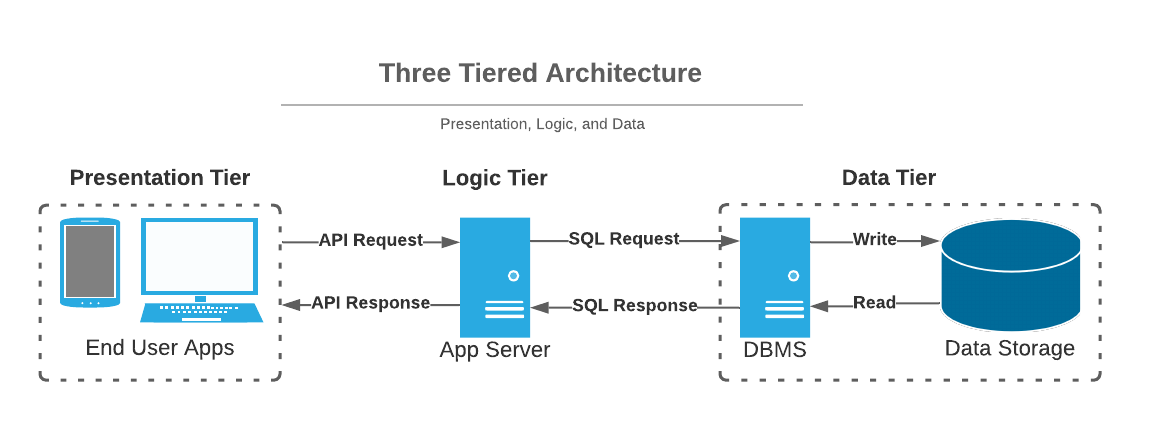 Three Tiered Architecture
Presentation, Logic, and Data
Presentation Tier
Logic Tier
Data Tier
API Request
SQL Request
Write
API Response
SQL Response
Read
End User Apps
App Server
DBMS
Data Storage